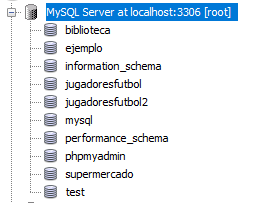 MySQL Server at localhost:3306 [root]
biblioteca
ejemplo
information_schema
jugadoresfutbol
jugadoresfutbol2
mysql
performance_schema
phpmyadmin
supermercado
test